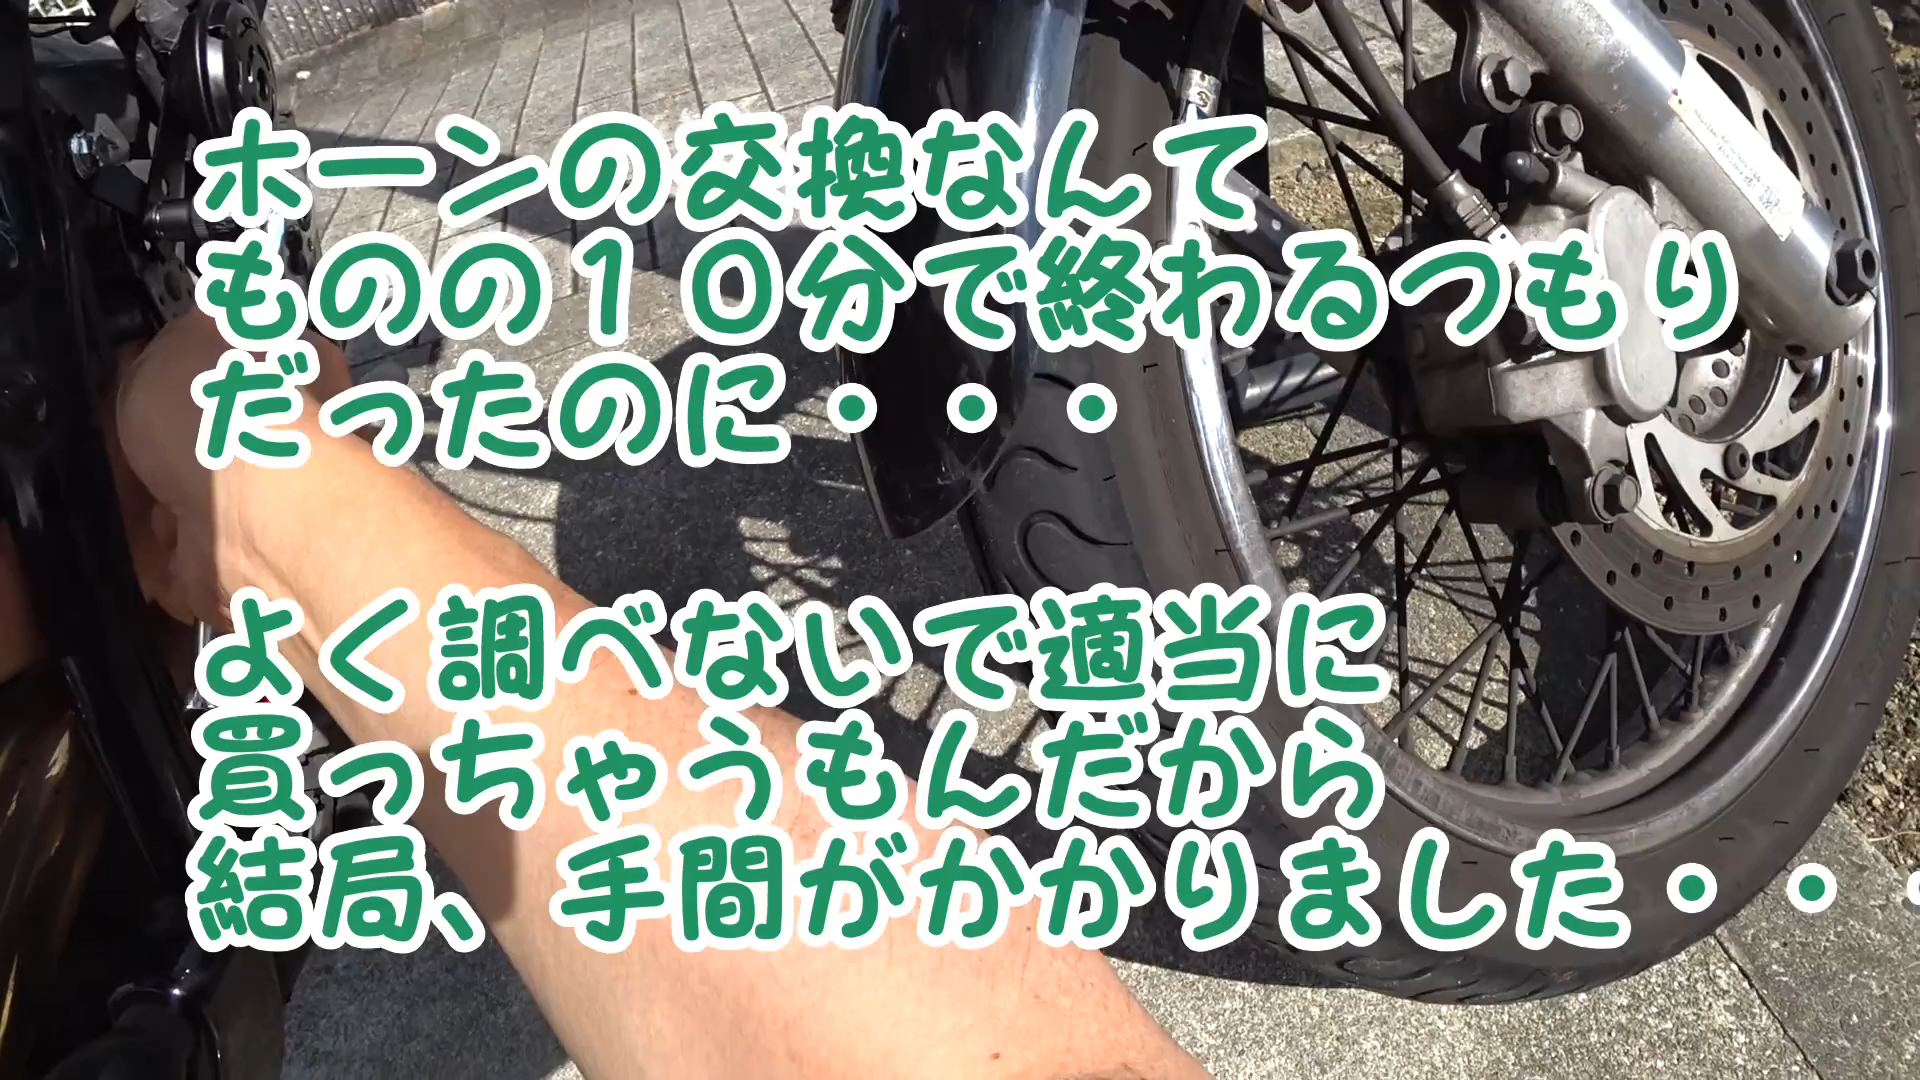 ホーンの交換なんて
ものの１０分で終わるつもり
だったのに・・・
よく調べないで適当に
買っちゃうもんだから
結局、手間がかかりました・・・